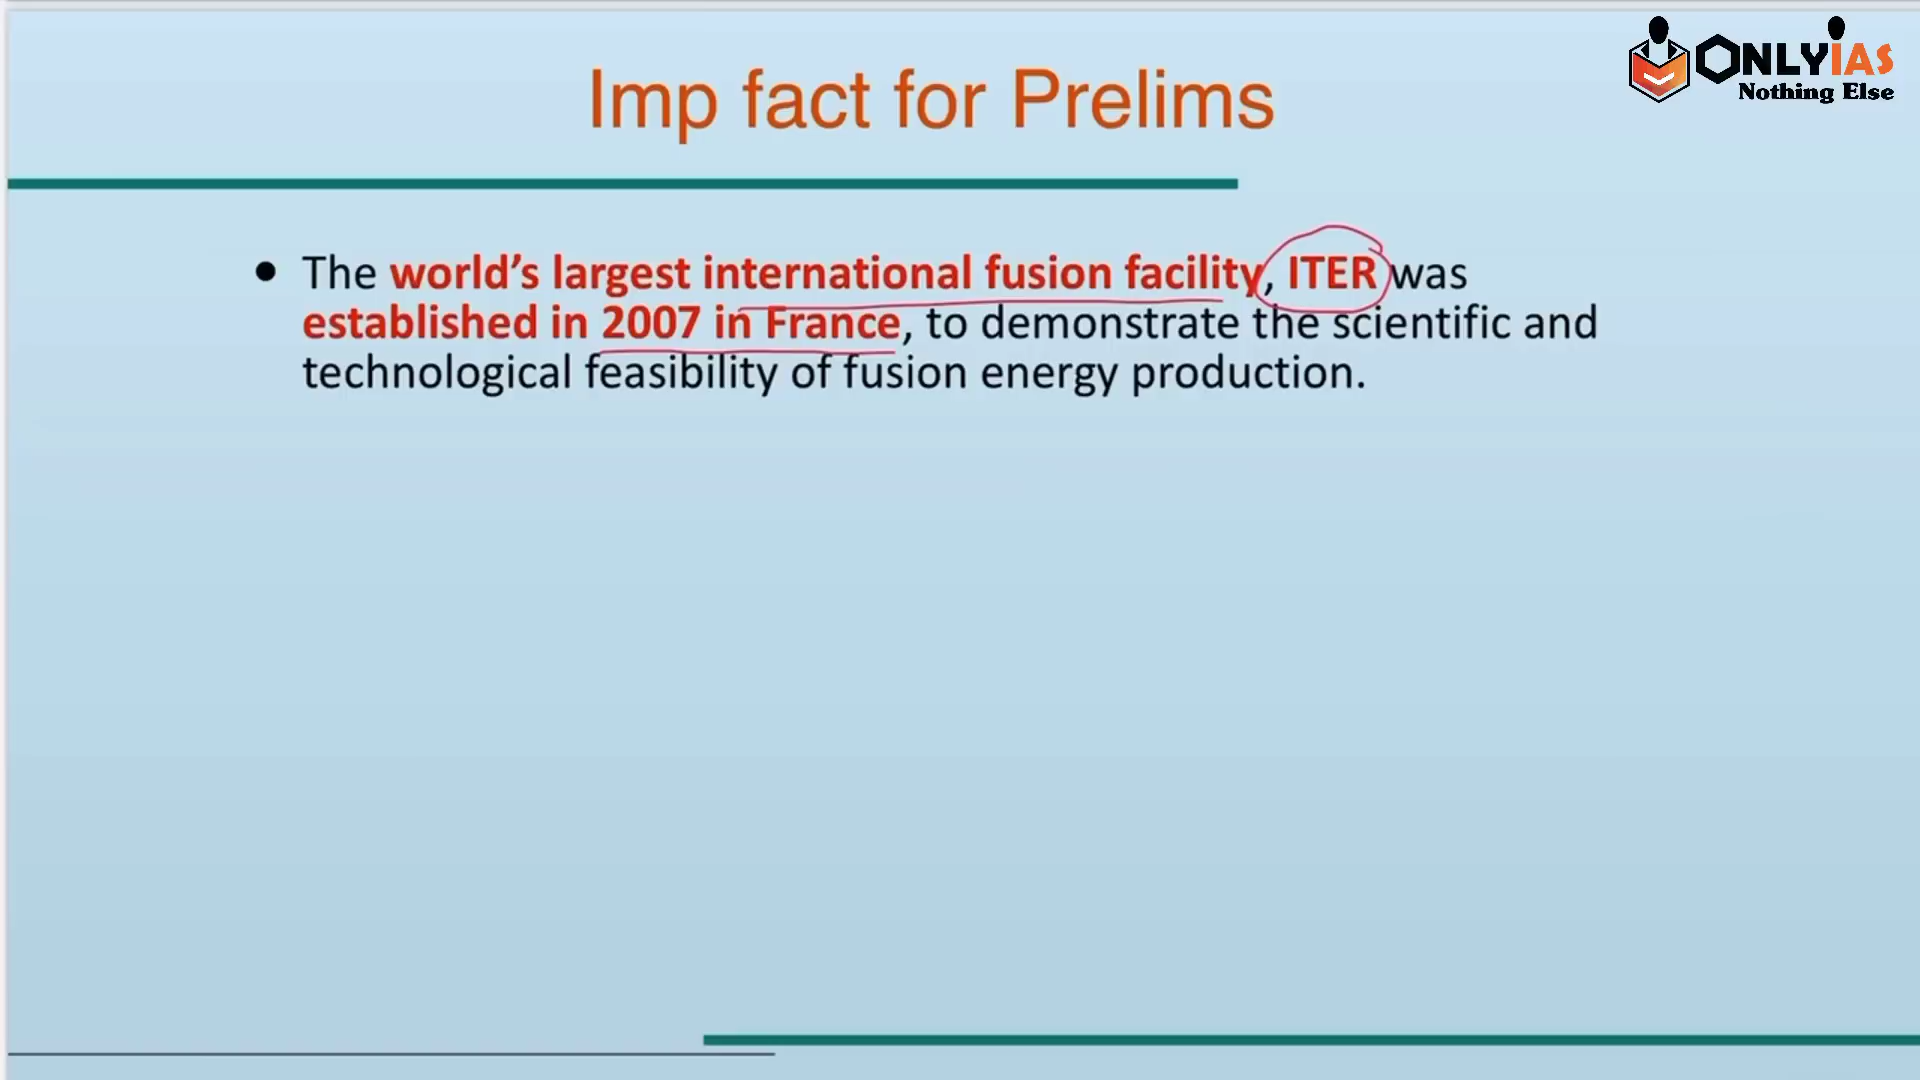 ONLYIAS
Nothing Else
Imp fact for Prelims
• The world’s largest international fusion facility, ITER was
established in 2007 in France, to demonstrate the scientific and
technological feasibility of fusion energy production.